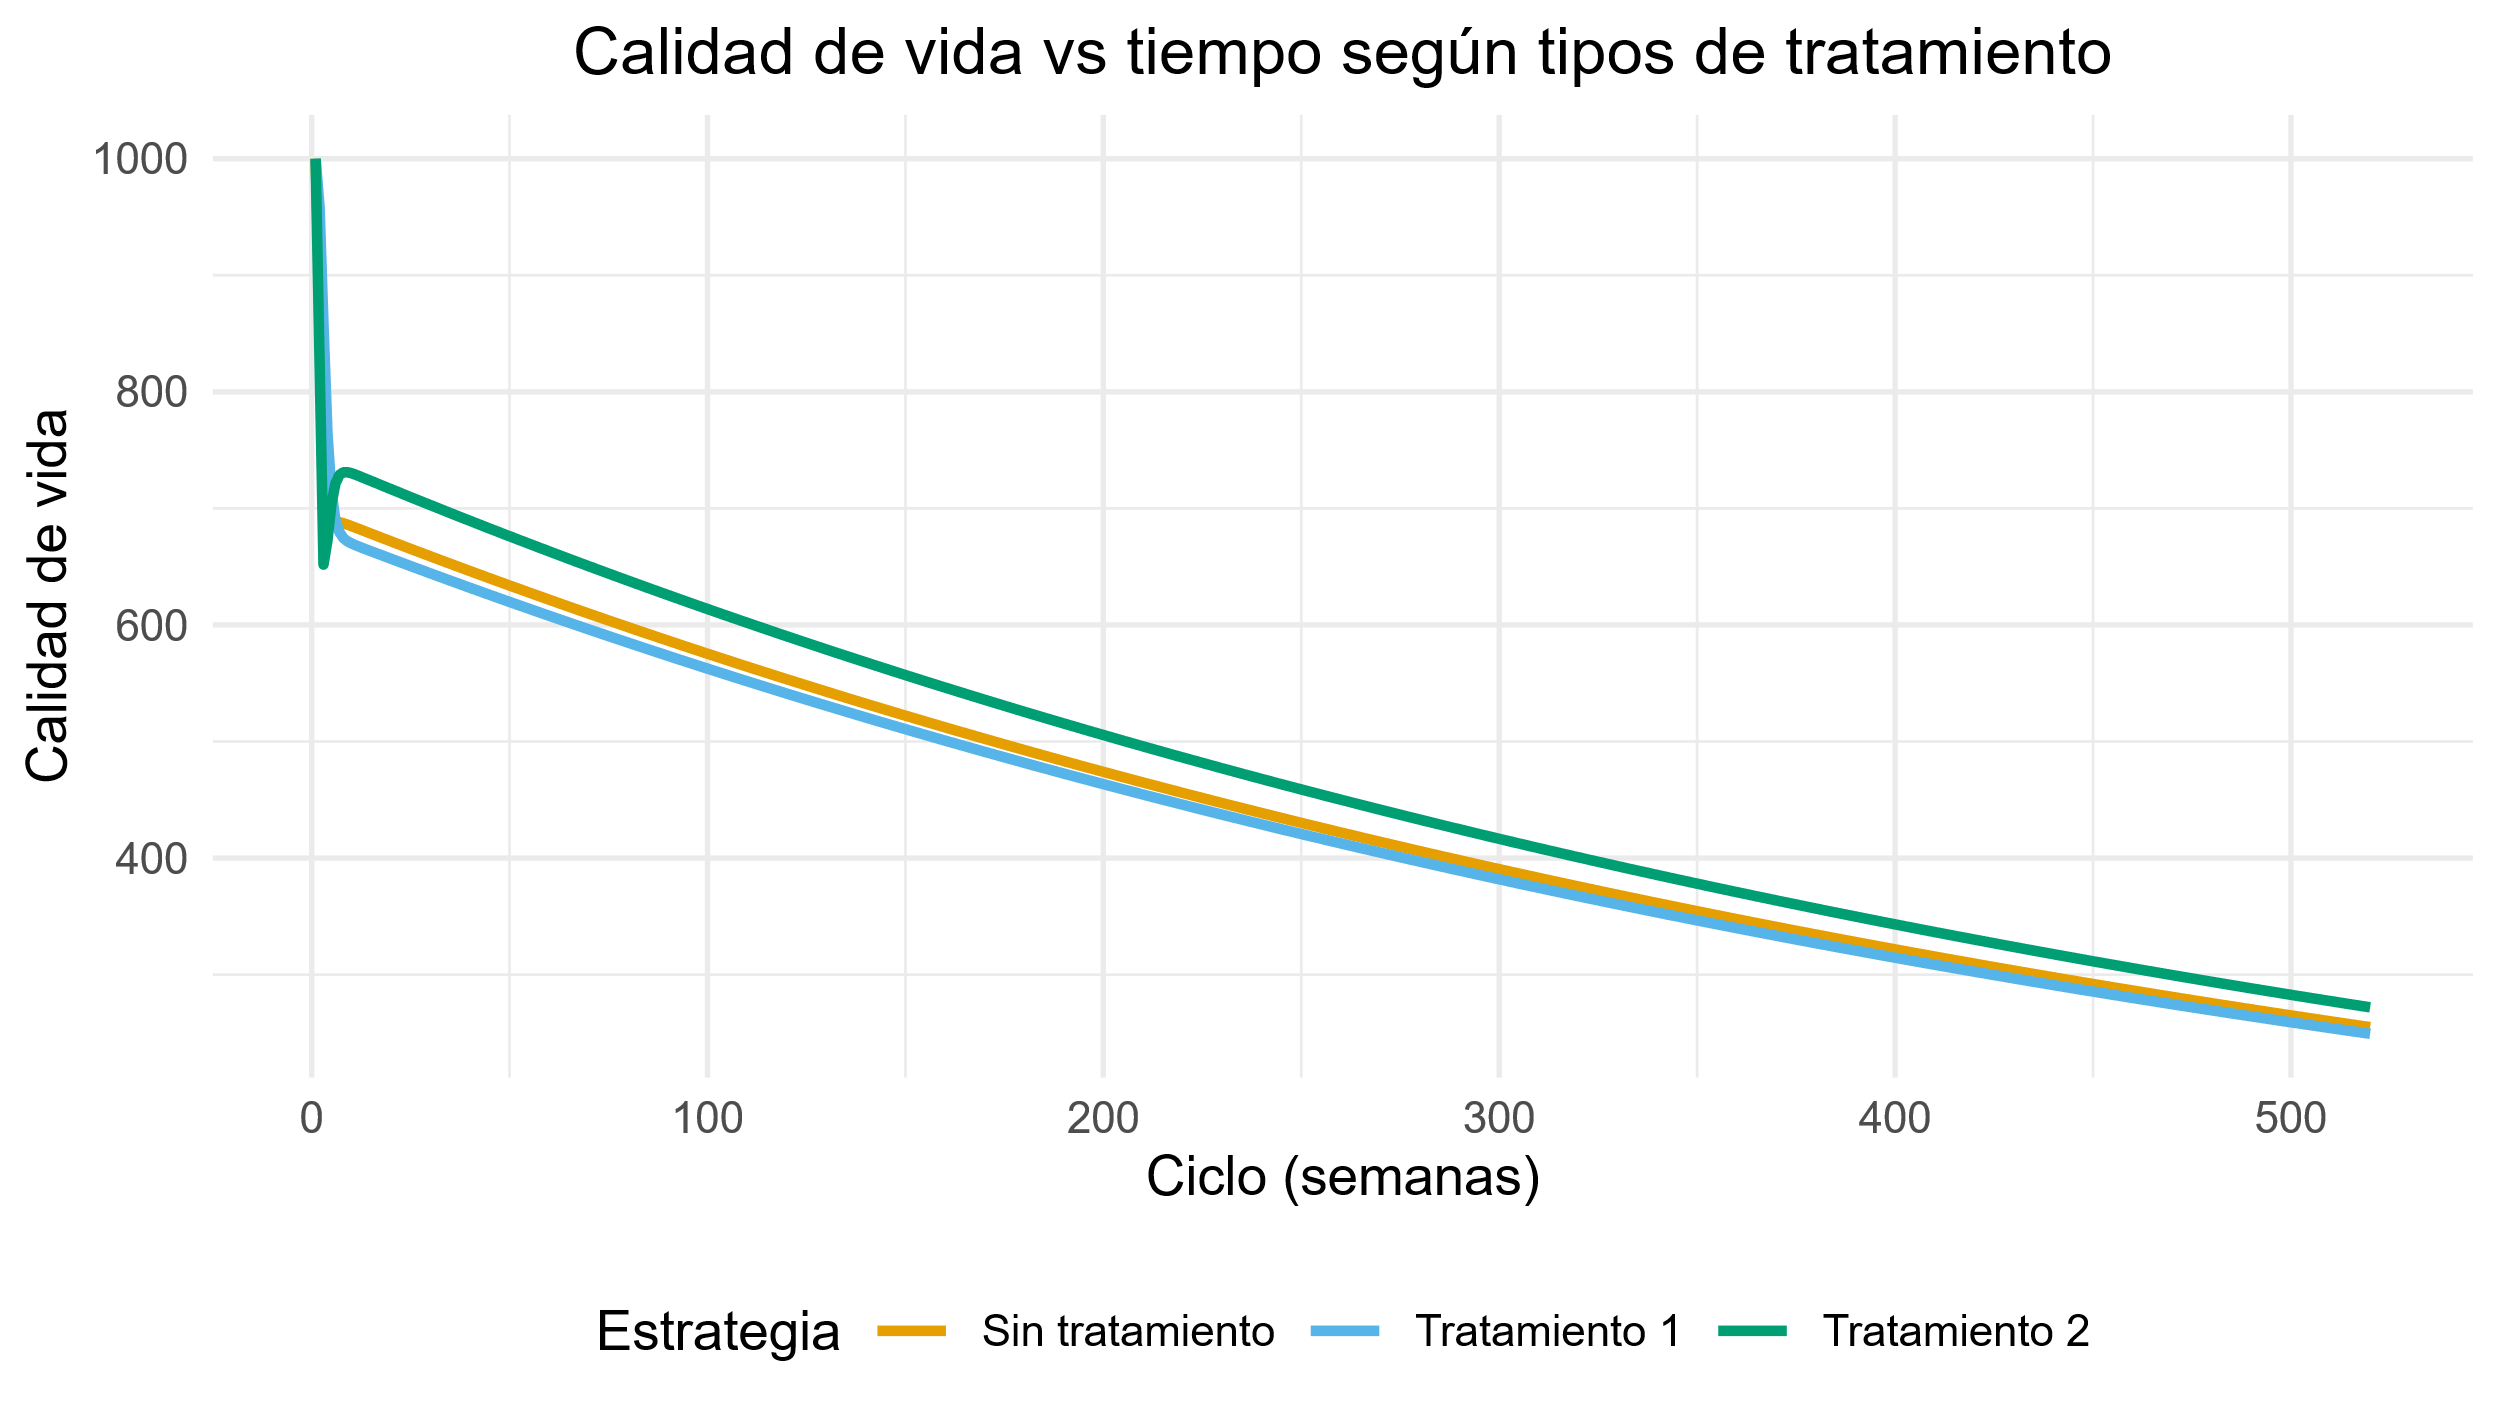 Calidad de vida vs tiempo según tipos de tratamiento
Calidad de vida
1000
800
600
400
0 100 200 300 400 500
Ciclo (semanas)
Estrategia Sin tratamiento Tratamiento 1 Tratamiento 2